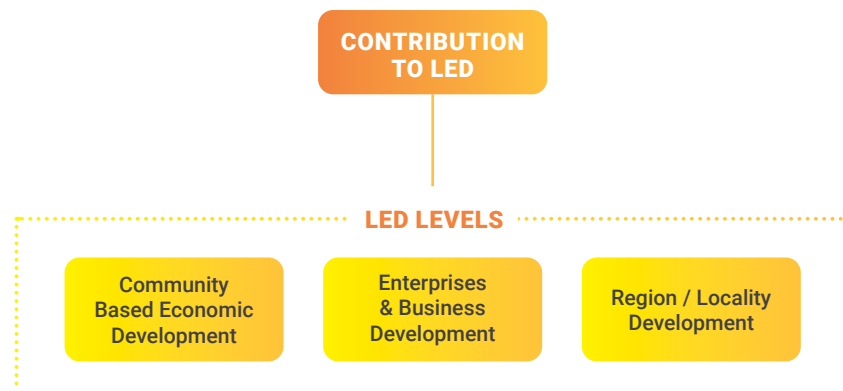 CONTRIBUTION
TO LED
LED LEVELS
Community
Based Economic
Development
Enterprises
& Business
Development
Region / Locality
Development